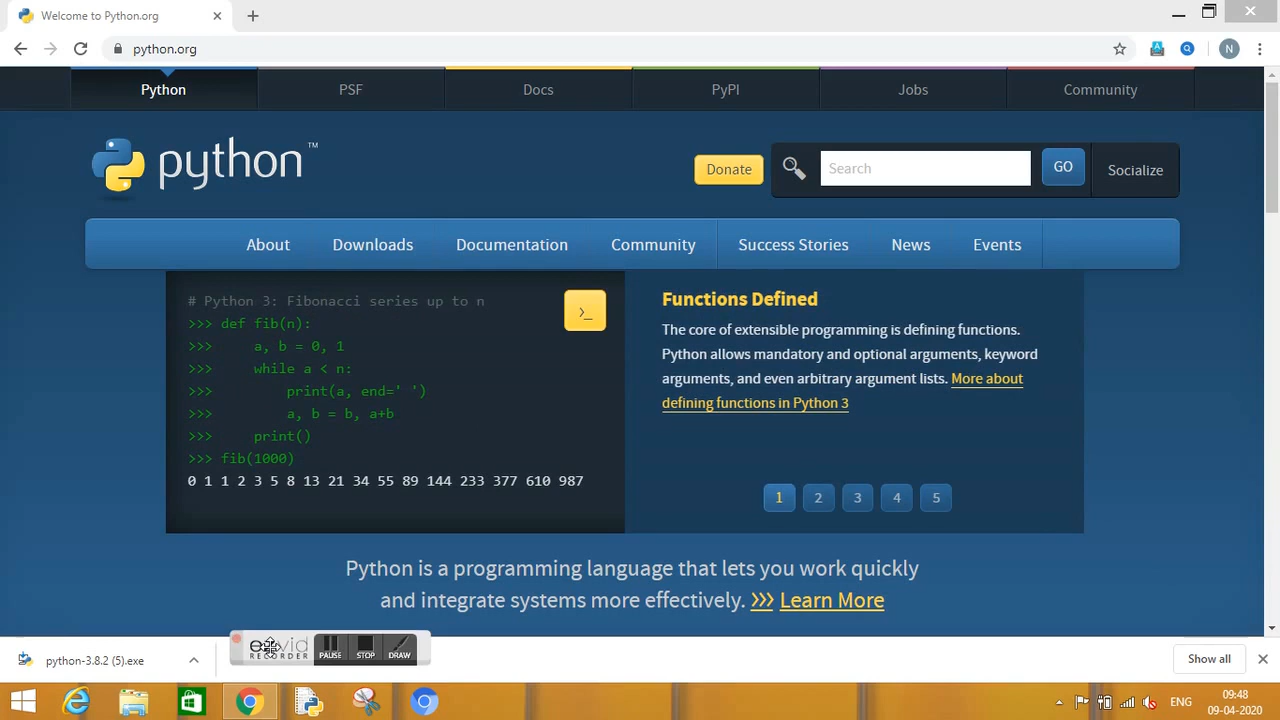 Welcome to Python.org
python.org
N
Python
PSF
Docs
PyPI
Jobs
Community
python™
Donate
Search
GO
Socialize
About
Downloads
Documentation
Community
Success Stories
News
Events
# Python 3: Fibonacci series up to n
>>> def fib(n):
>>>     a, b = 0, 1
>>>     while a < n:
>>>         print(a, end=' ')
>>>         a, b = b, a+b
>>>     print()
>>> fib(1000)
0 1 1 2 3 5 8 13 21 34 55 89 144 233 377 610 987
>_
Functions Defined
The core of extensible programming is defining functions.
Python allows mandatory and optional arguments, keyword
arguments, and even arbitrary argument lists. More about
defining functions in Python 3
1 2 3 4 5
Python is a programming language that lets you work quickly
and integrate systems more effectively. >>> Learn More
python-3.8.2 (5).exe
RECORDER
PAUSE
STOP
DRAW
Show all
ENG
09:48
09-04-2020